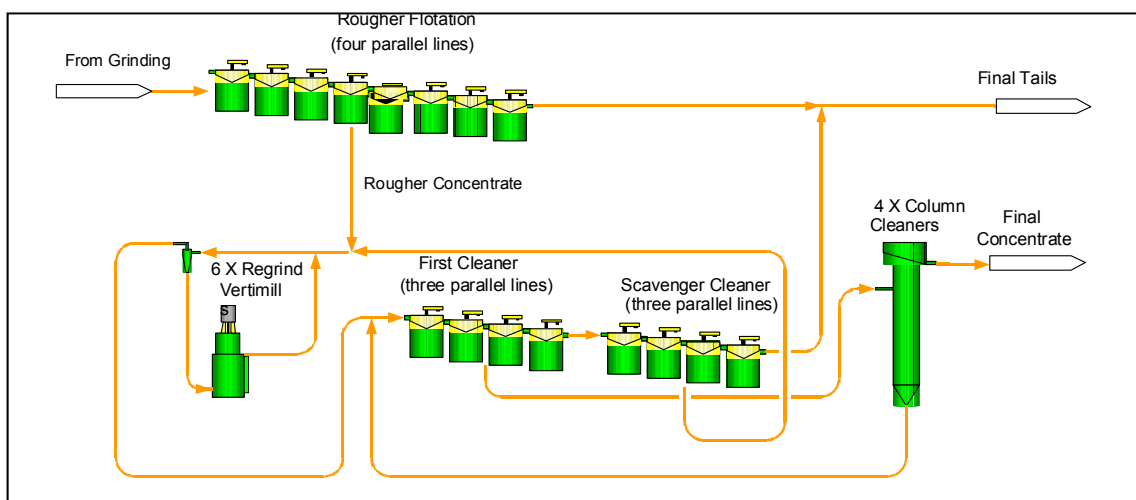 Rougher Flotation
(four parallel lines)
From Grinding
Final Tails
Rougher Concentrate
4 X Column
Cleaners
Final
Concentrate
6 X Regrind
Vertimill
S
First Cleaner
(three parallel lines)
Scavenger Cleaner
(three parallel lines)